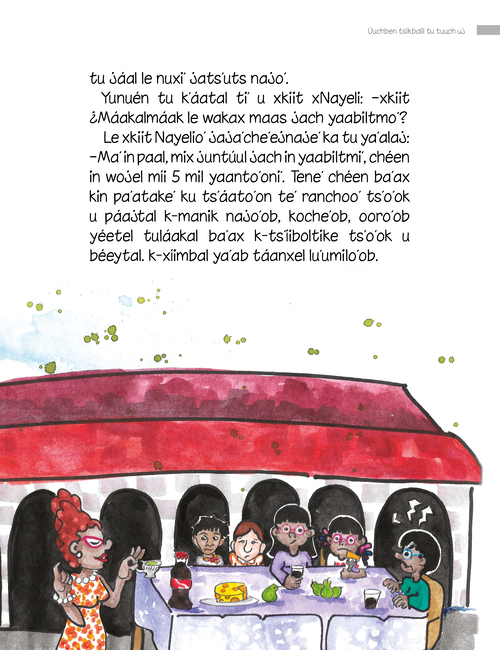 Úuchben tsikbalil tu tuuch uj
tu jáal le nuxi' jats'uts najo'.
Yunuén tu k'áatal ti' u xkiit xNayeli: –xkiit
¿Máakalmáak le wakax maas jach yaabiltmo'?
Le xkiit Nayelio' jaja'che'ejnaje' ka tu ya'alaj:
–Ma' in paal, mix juntúul jach in yaabiltmi', chéen
in wojel míi 5 mil yaanto'oni'. Tene' chéen ba'ax
kin pa'atake' ku ts'áato'on te' ranchoo' ts'o'ok
u páajtal k-manik najo'ob, koche'ob, ooro'ob
yéetel tuláakal ba'ax k-ts'íiboltike ts'o'ok u
béeytal. k-xíimbal ya'ab táanxel lu'umilo'ob.